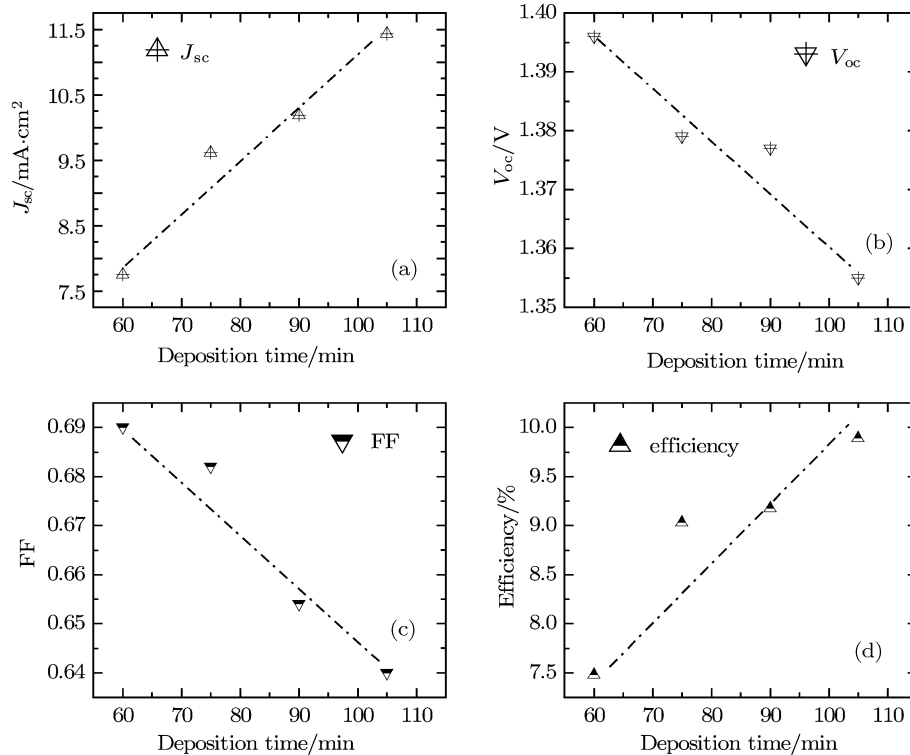 11.5
10.5
9.5
8.5
7.5
J_sc/mA·cm²
J_sc
(a)
60 70 80 90 100 110
Deposition time/min
1.40
1.39
1.38
1.37
1.36
1.35
V_oc/V
V_oc
(b)
60 70 80 90 100 110
Deposition time/min
0.69
0.68
0.67
0.66
0.65
0.64
FF
FF
(c)
60 70 80 90 100 110
Deposition time/min
10.0
9.5
9.0
8.5
8.0
7.5
Efficiency/%
efficiency
(d)
60 70 80 90 100 110
Deposition time/min